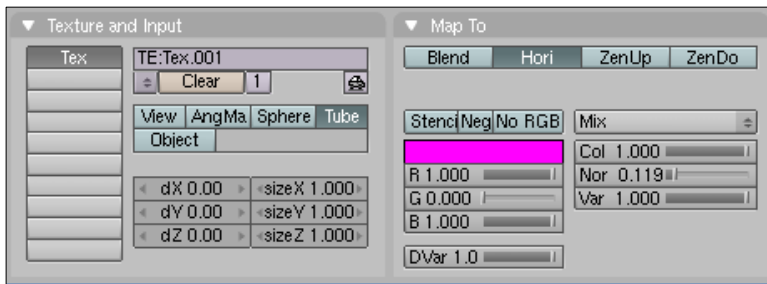 Texture and Input
Tex
TE:Tex.001
Clear 1
View AngMa Sphere Tube
Object
dX 0.00 sizeX 1.000
dY 0.00 sizeY 1.000
dZ 0.00 sizeZ 1.000
Map To
Blend Hori ZenUp ZenDo
Stenci Neg No RGB Mix
Col 1.000
R 1.000 Nor 0.119
G 0.000 Var 1.000
B 1.000
DVar 1.0